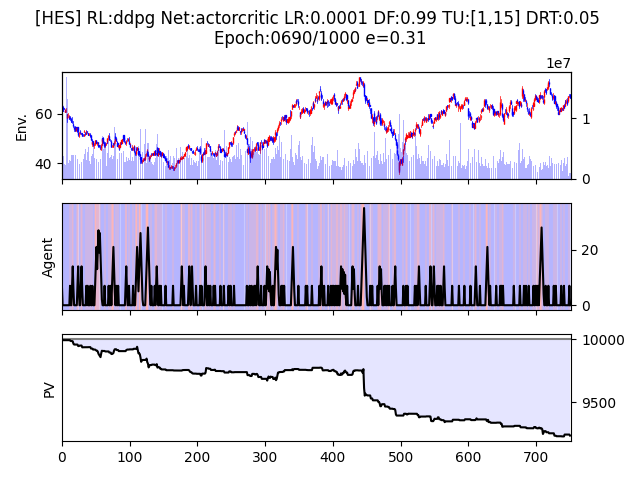 [HES] RL:ddpg Net:actorcritic LR:0.0001 DF:0.99 TU:[1,15] DRT:0.05
Epoch:0690/1000 e=0.31
1e7
Env.
60
40
1
0
Agent
20
0
PV
10000
9500
0 100 200 300 400 500 600 700